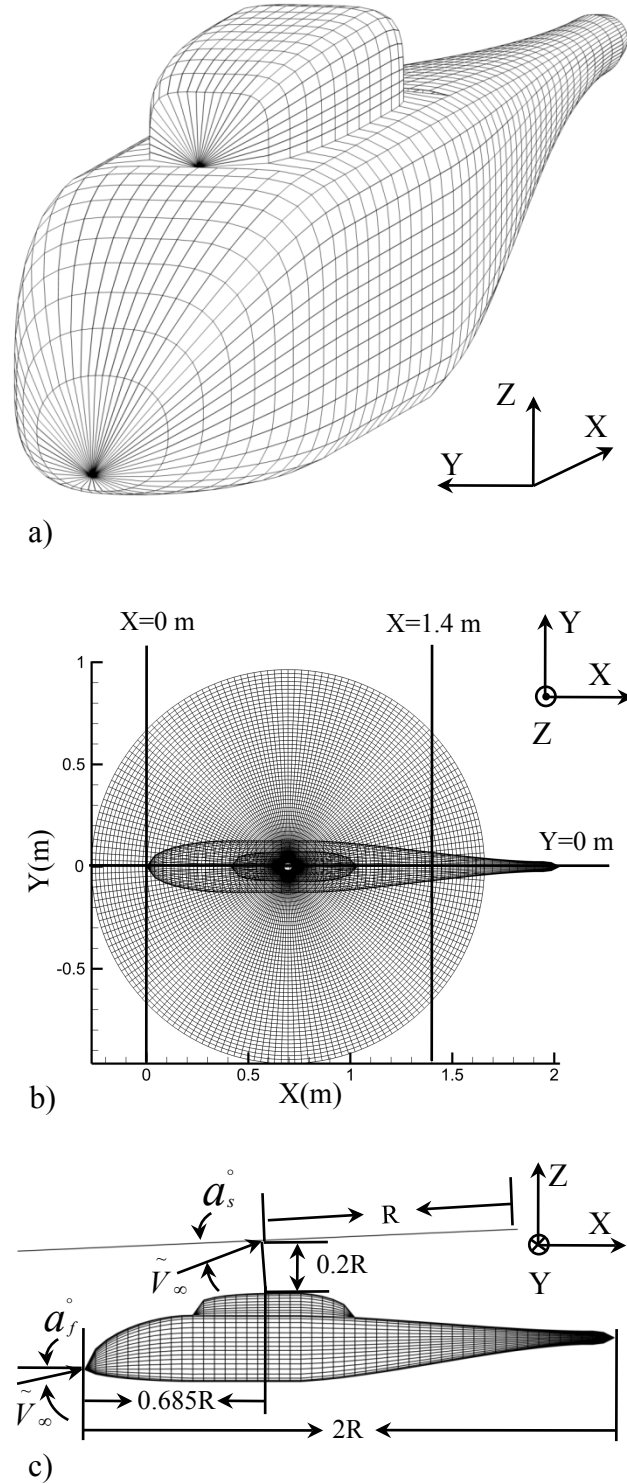 Z
X
Y
a)
X=0 m
X=1.4 m
Y
X
Z
1
0.5
0
-0.5
Y(m)
Y=0 m
0
0.5
1
1.5
2
X(m)
b)
a°s
R
Z
X
Y
Ṽ∞
0.2R
a°f
Ṽ∞
0.685R
2R
c)